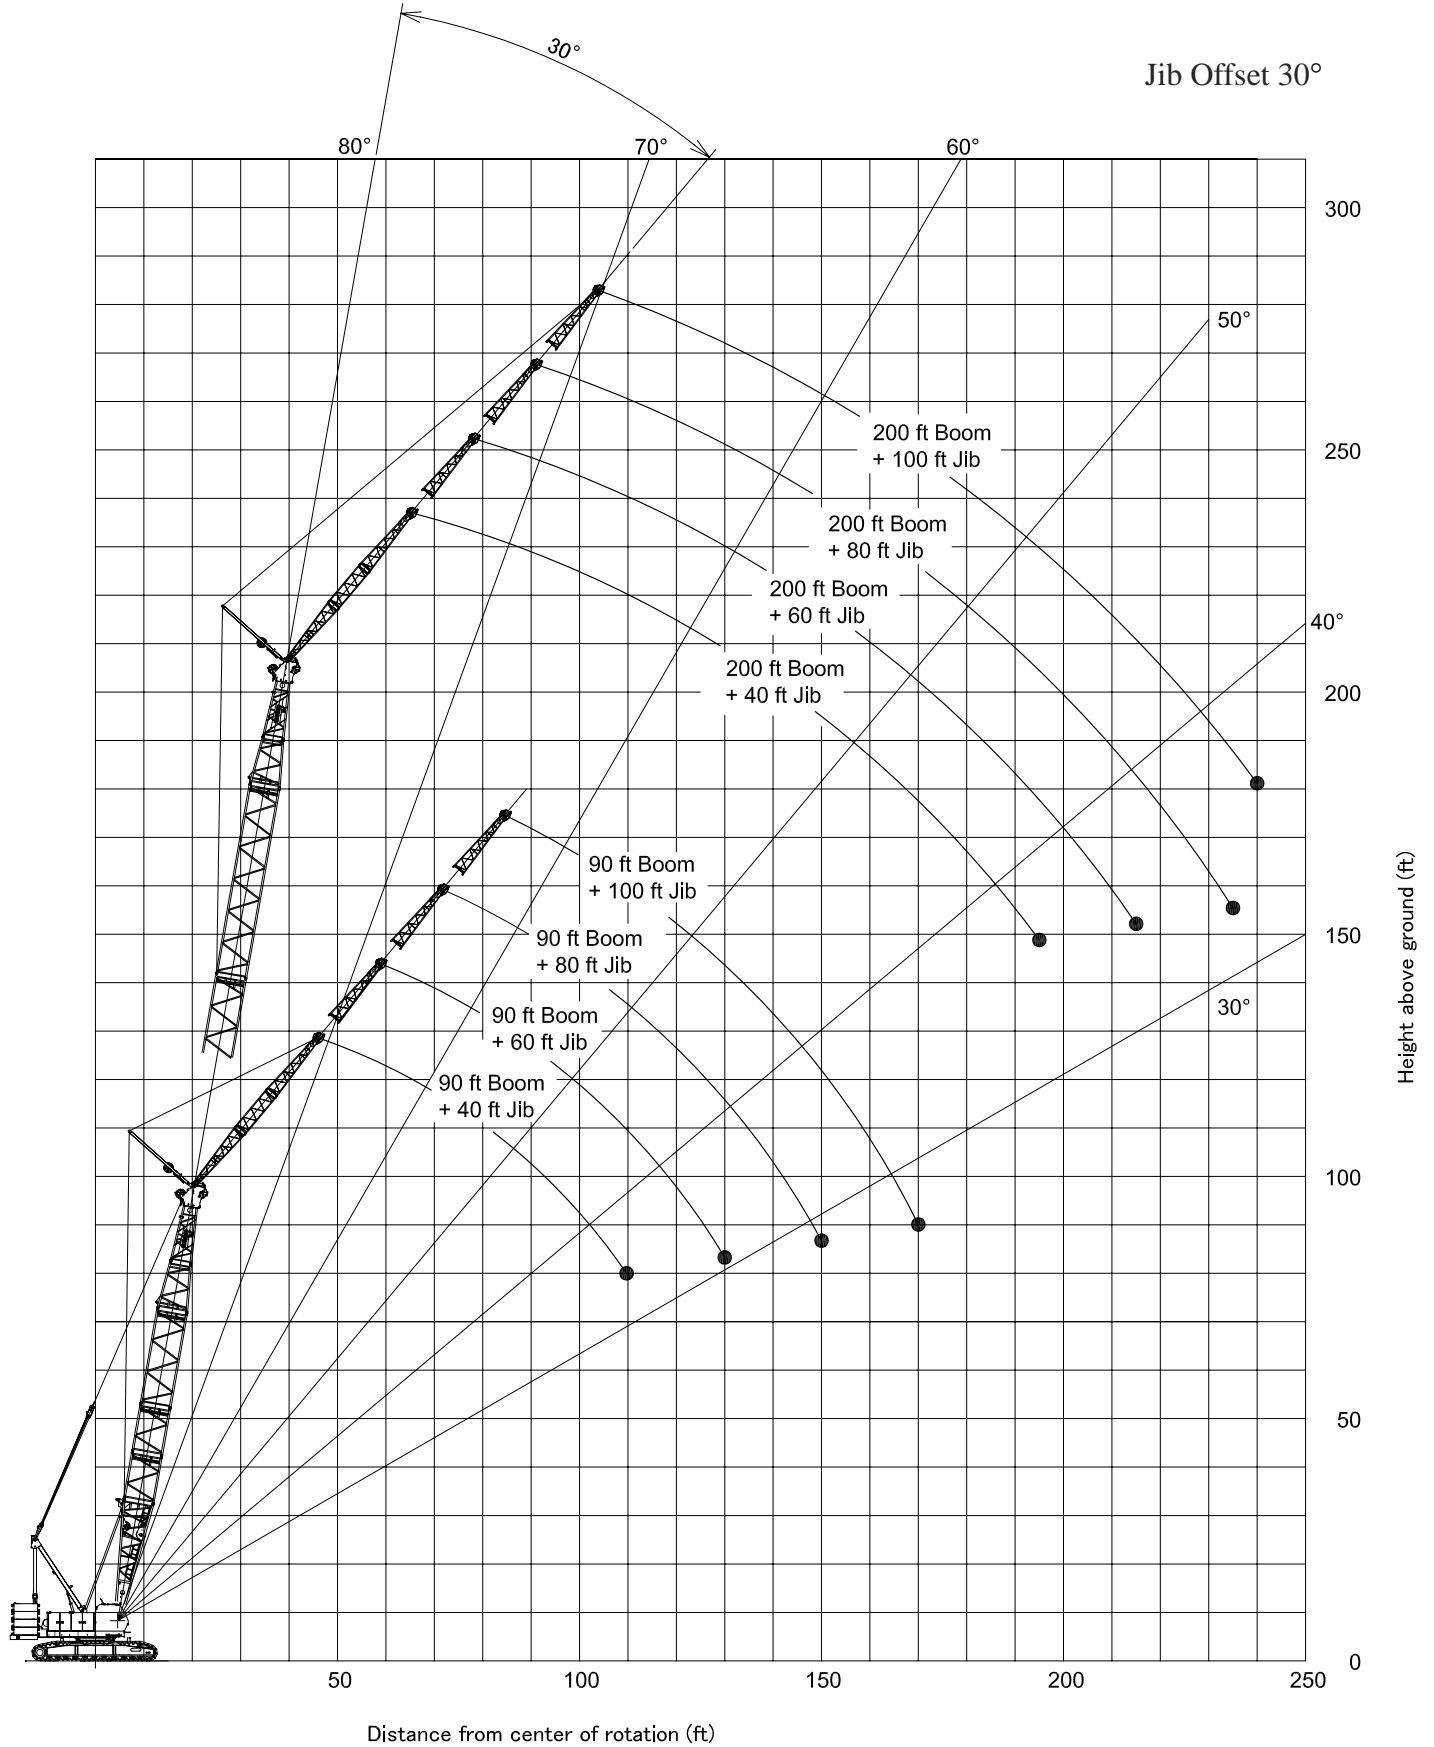 30°
Jib Offset 30°
80°
70°
60°
300
50°
200 ft Boom
+ 100 ft Jib
250
200 ft Boom
+ 80 ft Jib
200 ft Boom
+ 60 ft Jib
40°
200 ft Boom
+ 40 ft Jib
200
90 ft Boom
+ 100 ft Jib
90 ft Boom
+ 80 ft Jib
150
30°
90 ft Boom
+ 60 ft Jib
90 ft Boom
+ 40 ft Jib
100
Height above ground (ft)
50
0
50
100
150
200
250
Distance from center of rotation (ft)